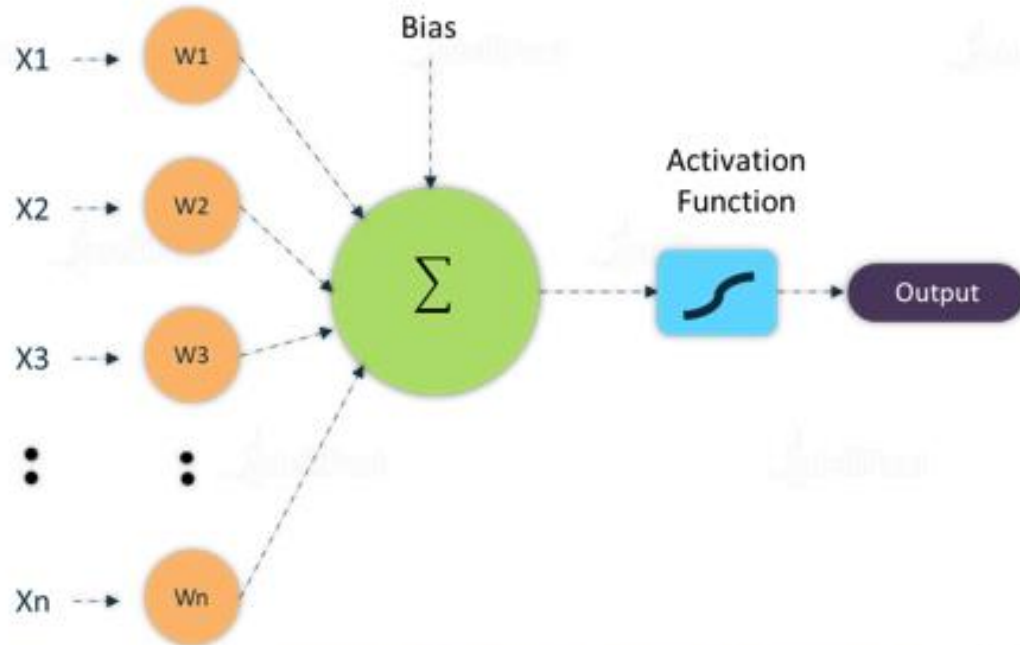 X1
W1
Bias
X2
W2
Activation
Function
Σ
Output
X3
W3
Xn
Wn